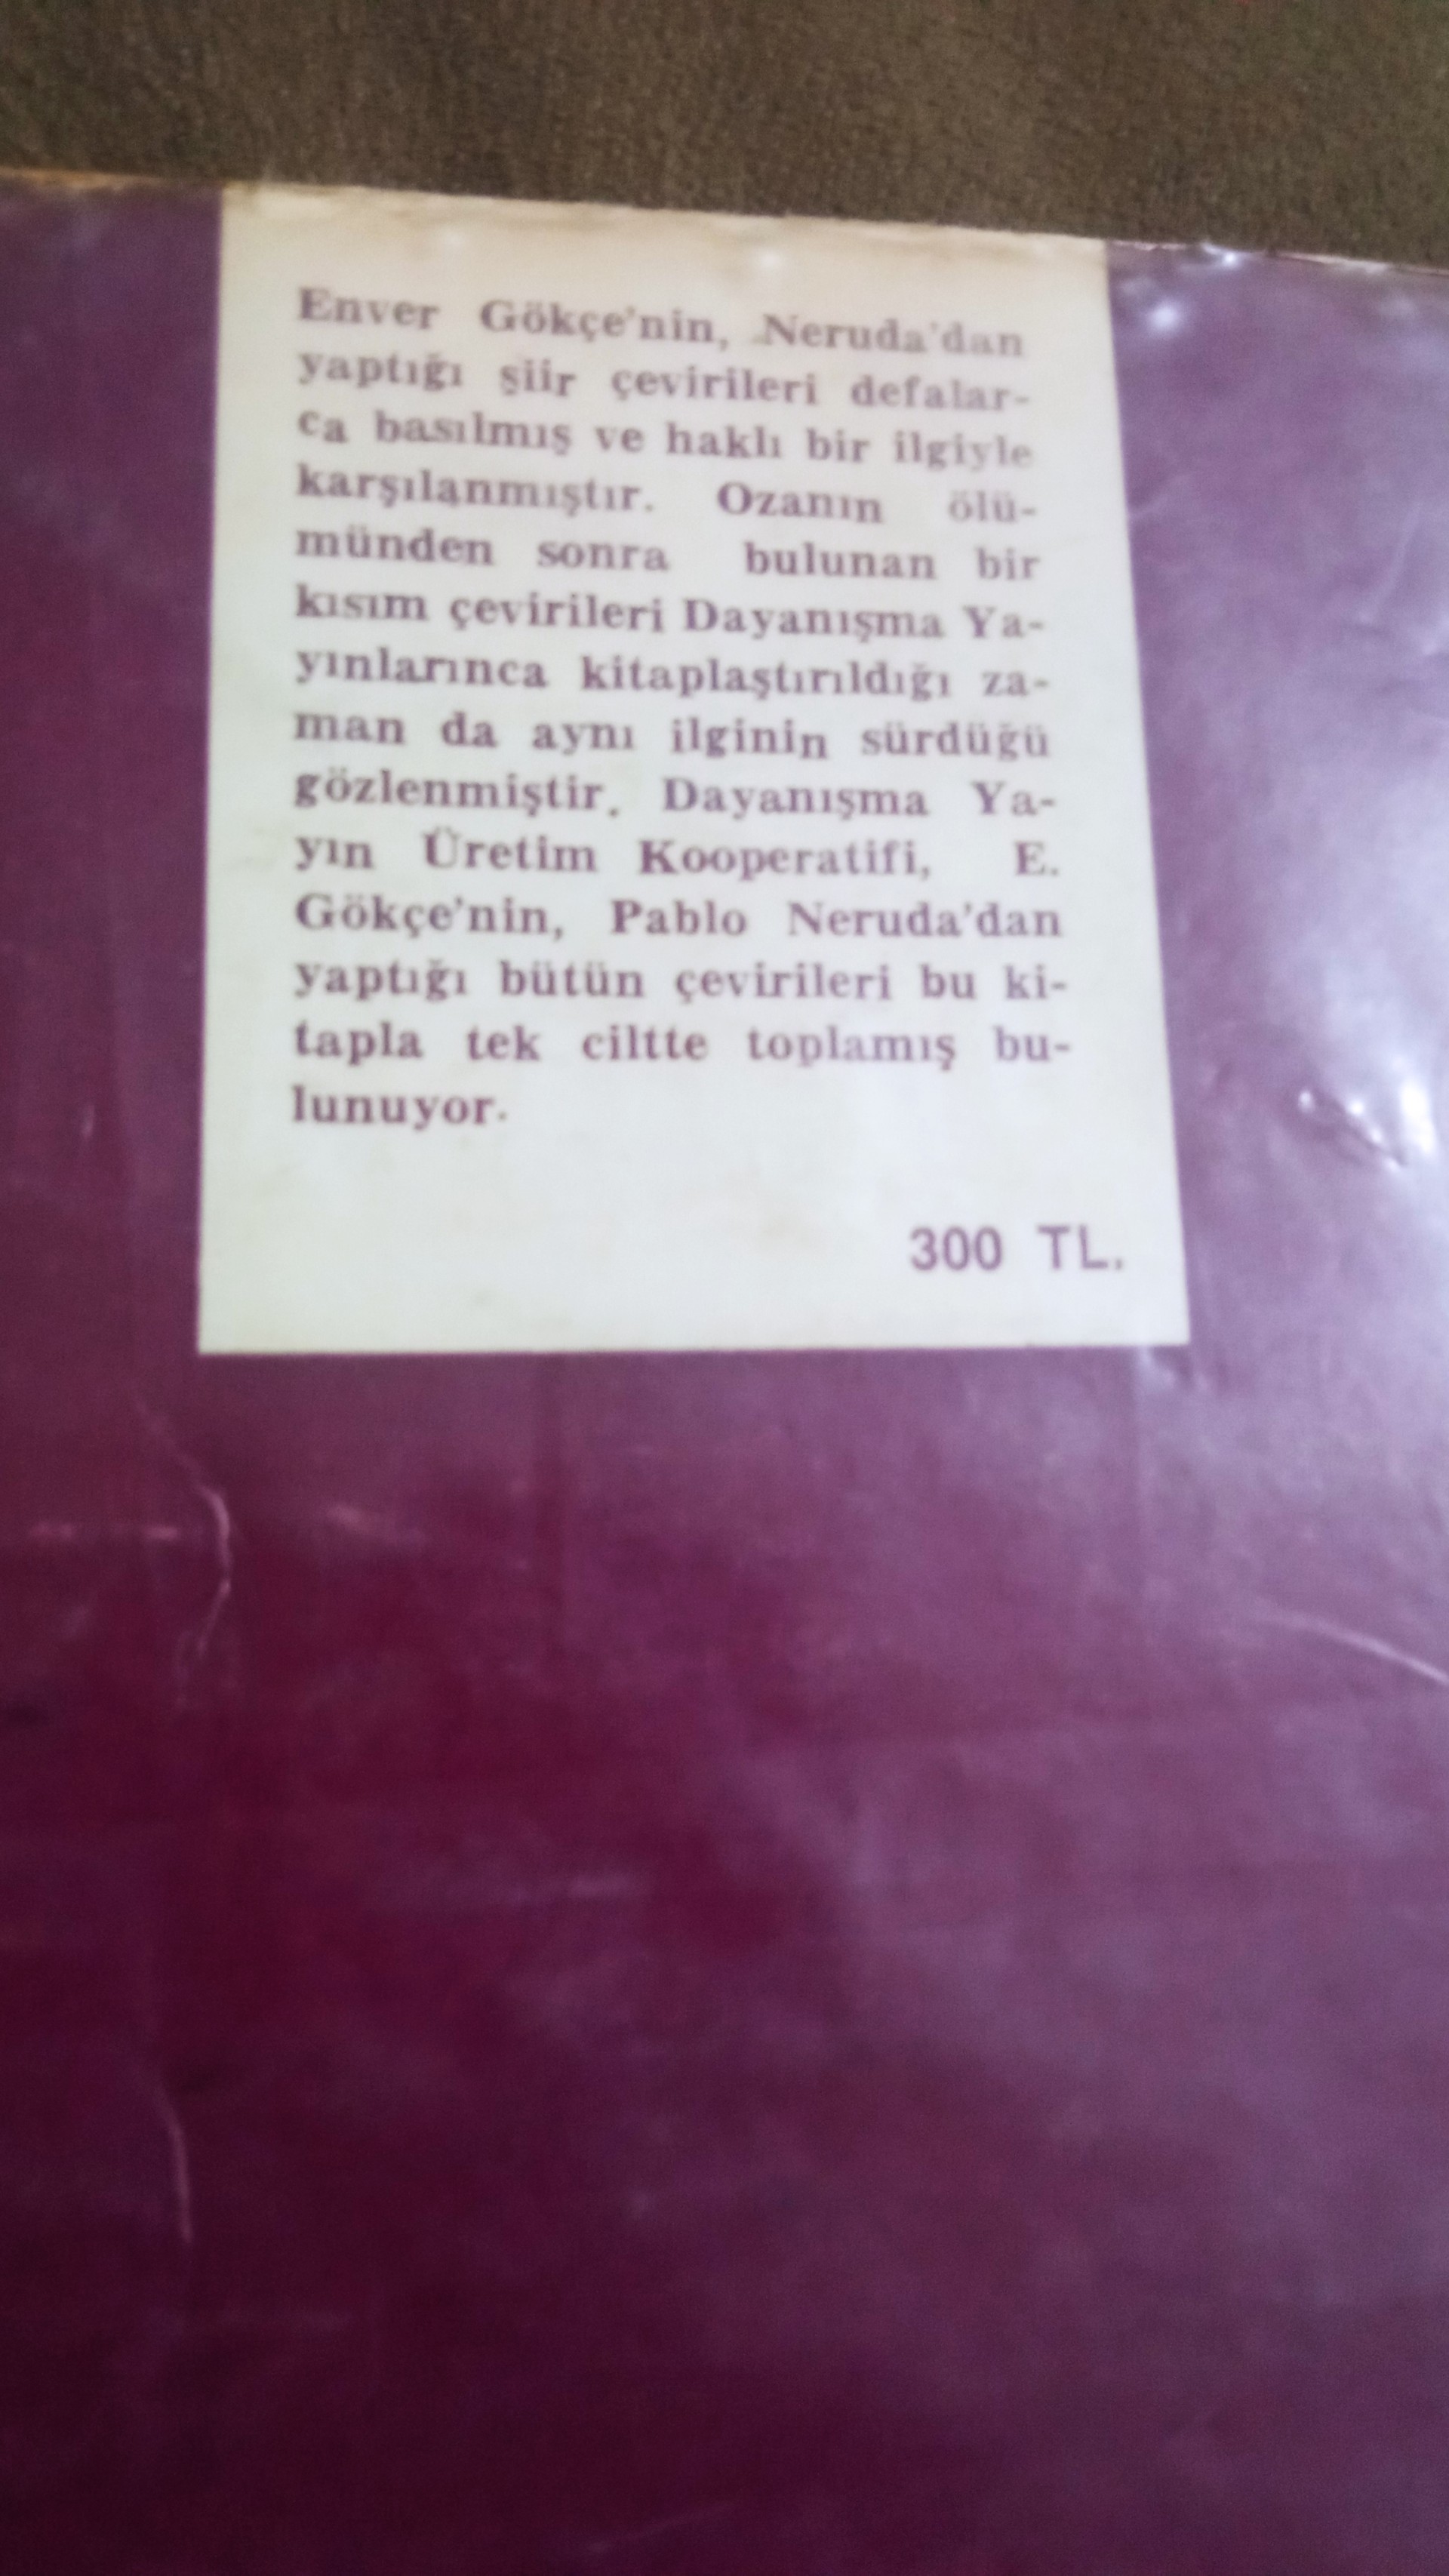 Enver Gökçe'nin, Neruda'dan
yaptığı şiir çevirileri defalar-
ca basılmış ve haklı bir ilgiyle
karşılanmıştır. Ozanın ölü-
münden sonra bulunan bir
kısım çevirileri Dayanışma Ya-
yınlarınca kitaplaştırıldığı za-
man da aynı ilginin sürdüğü
gözlenmiştir. Dayanışma Ya-
yın Üretim Kooperatifi, E.
Gökçe'nin, Pablo Neruda'dan
yaptığı bütün çevirileri bu ki-
tapla tek ciltte toplamış bu-
lunuyor.
300 TL.